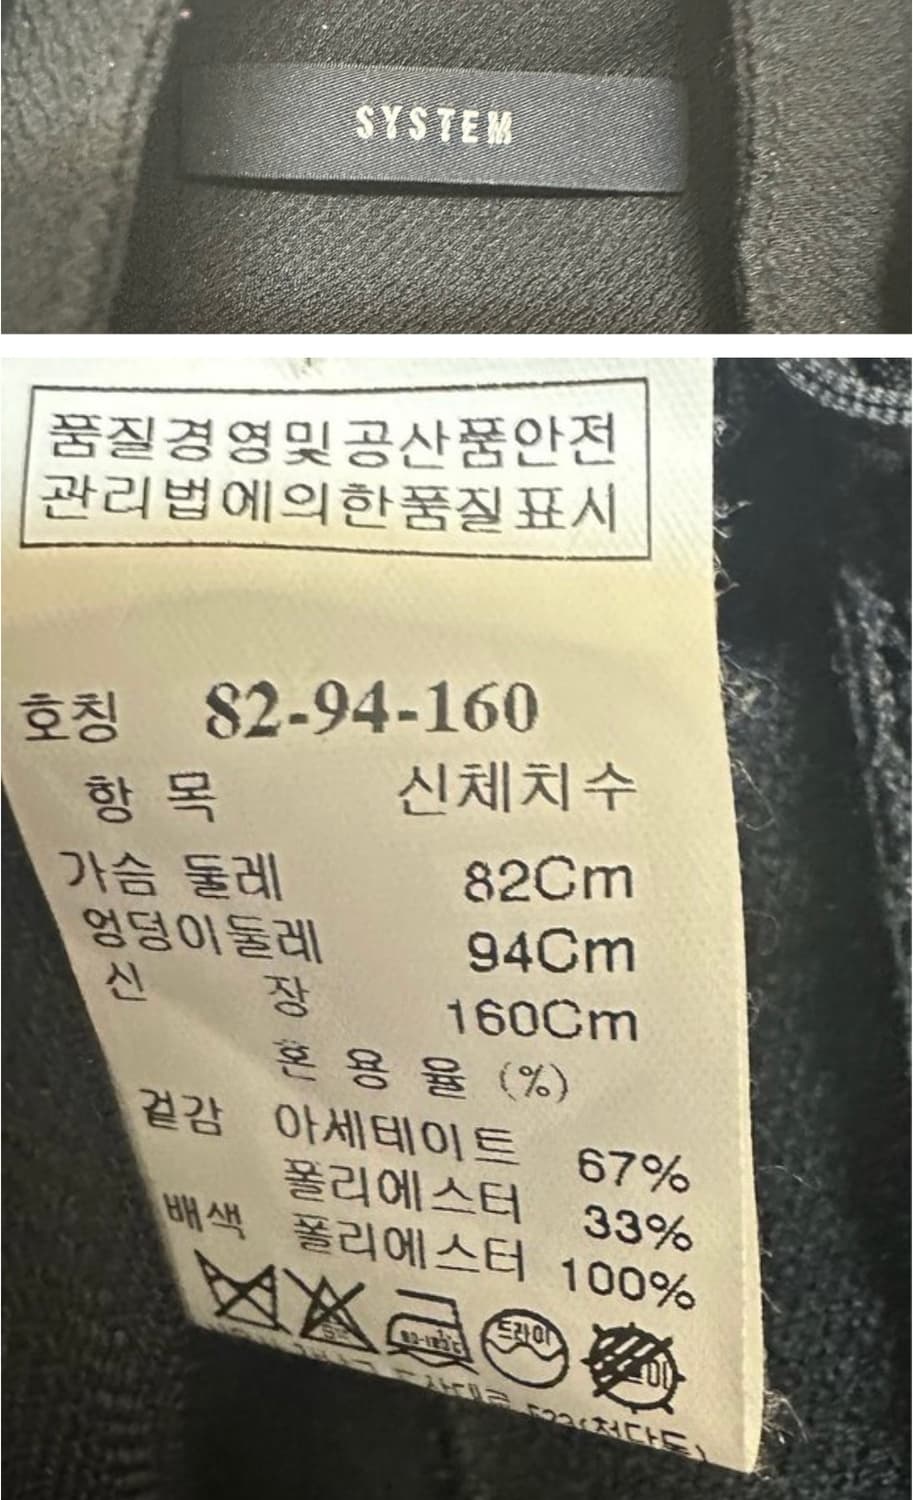 SYSTEM
품질경영및공산품안전
관리법에의한품질표시
호칭 82-94-160
항 목 신체치수
가슴 둘레 82Cm
엉덩이둘레 94Cm
신 장 160Cm
혼 용 율 (%)
겉감 아세테이트 67%
폴리에스터 33%
배색 폴리에스터 100%
드라이